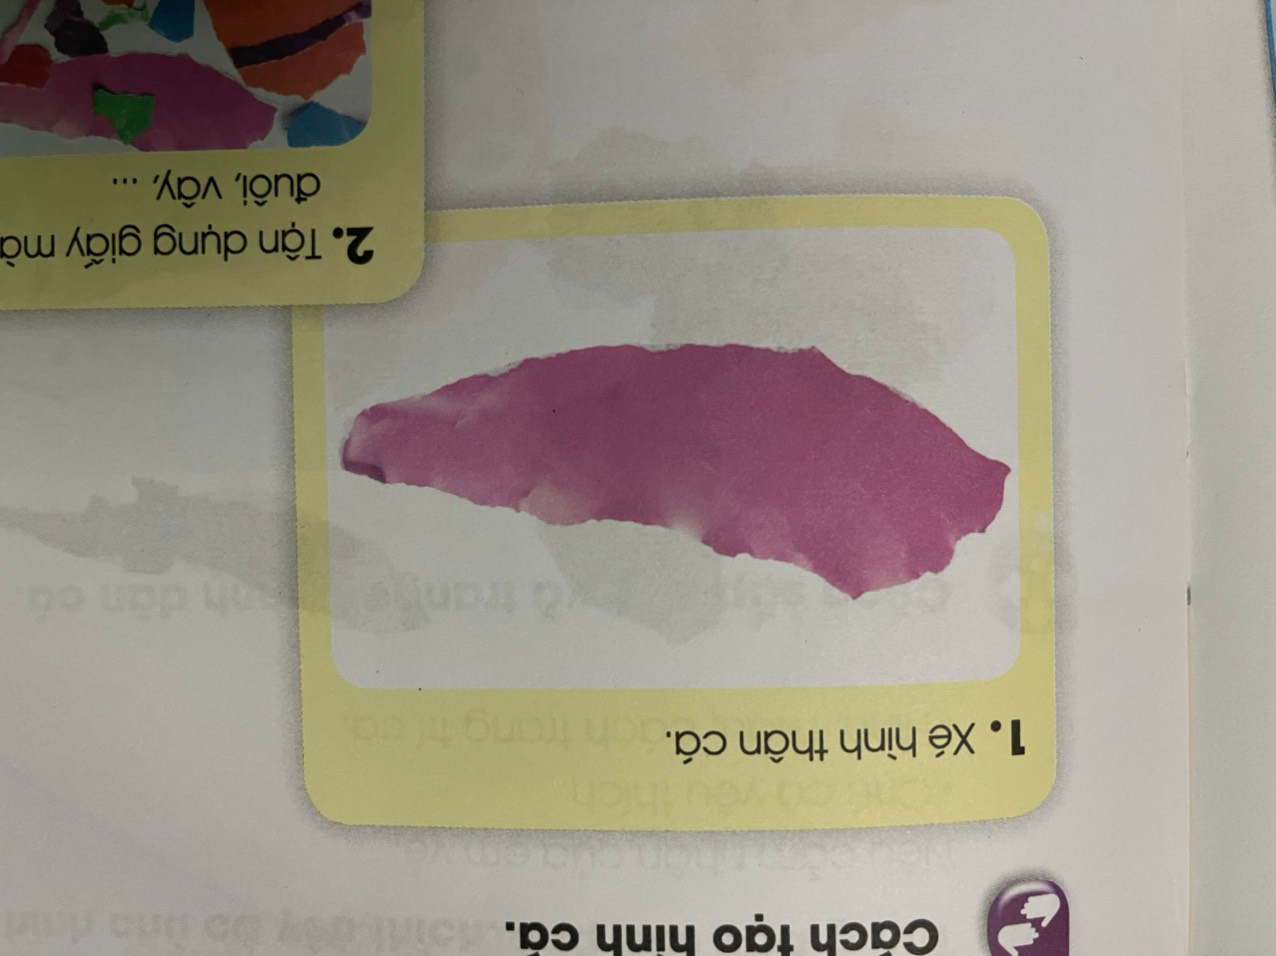 Cách tạo hình cá.
1. Xé hình thân cá.
2. Tận dụng giấy mà
đuôi, vây, ...